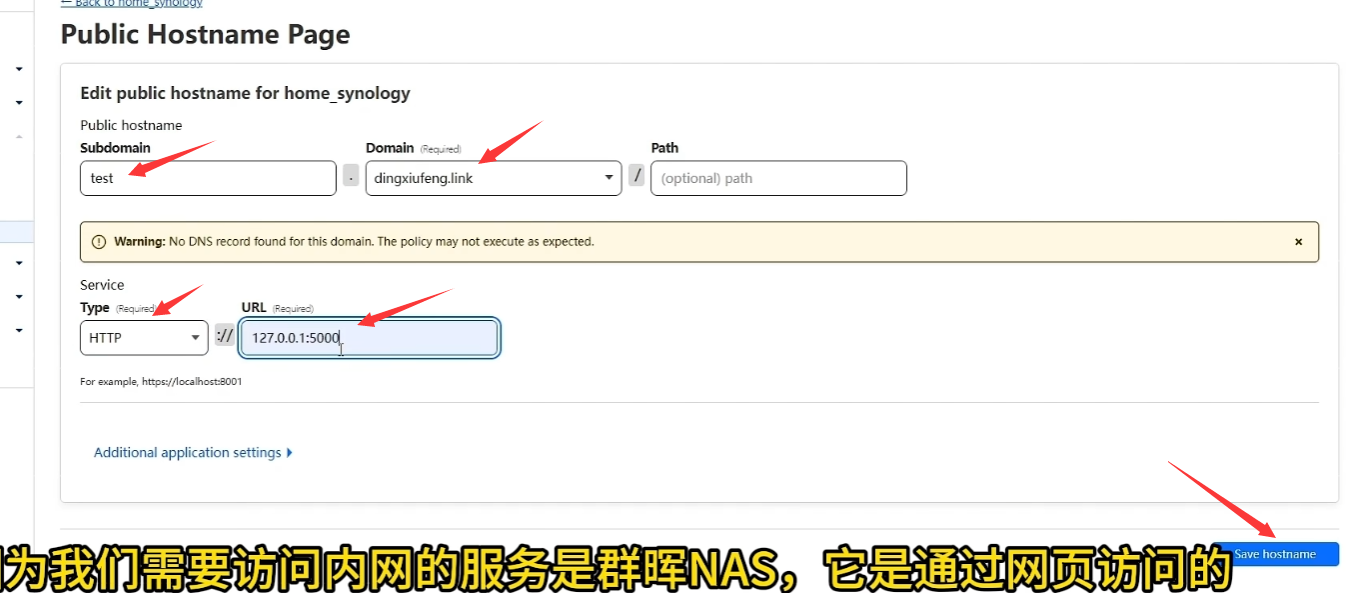 ← Back to home_synology
Public Hostname Page
Edit public hostname for home_synology
Public hostname
Subdomain
Domain (Required)
Path
test
.
dingxiufeng.link
/
(optional) path
Warning: No DNS record found for this domain. The policy may not execute as expected.
×
Service
Type (Required)
URL (Required)
HTTP
://
127.0.0.1:5000
For example, https://localhost:8001
Additional application settings
Save hostname
为我们需要访问内网的服务是群晖NAS，它是通过网页访问的